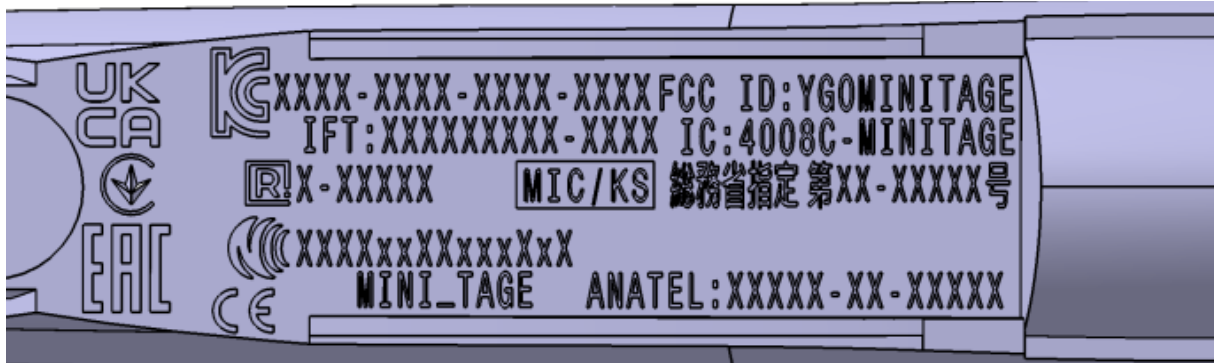 UK
CA
KC XXXX-XXXX-XXXX-XXXX FCC ID:YGOMINITAGE
IFT:XXXXXXXXX-XXXX IC:4008C-MINITAGE
R X-XXXXX MIC/KS 総務省指定 第XX-XXXXX号
EAC
XXXXxxXXxxxXxX
MINI_TAGE ANATEL:XXXXX-XX-XXXXX
CE